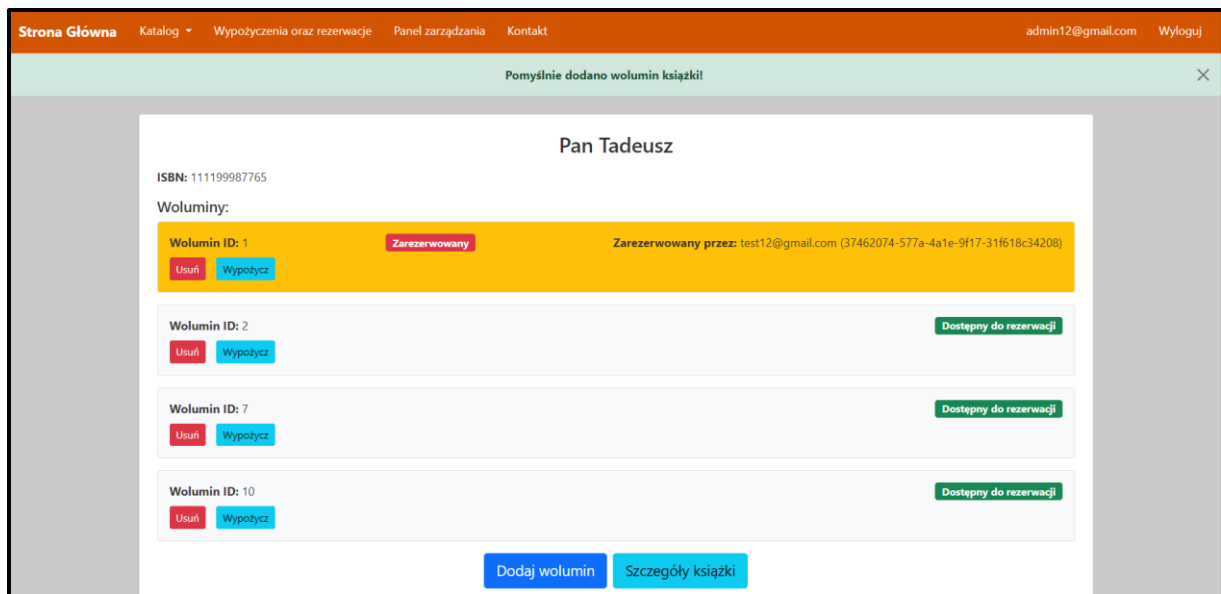 Strona Główna Katalog Wypożyczenia oraz rezerwacje Panel zarządzania Kontakt admin12@gmail.com Wyloguj
Pomyślnie dodano wolumin książki!
Pan Tadeusz
ISBN: 111199987765
Woluminy:
Wolumin ID: 1 Zarezerwowany Zarezerwowany przez: test12@gmail.com (37462074-577a-4a1e-9f17-31f618c34208)
Usuń Wypożycz
Wolumin ID: 2 Dostępny do rezerwacji
Usuń Wypożycz
Wolumin ID: 7 Dostępny do rezerwacji
Usuń Wypożycz
Wolumin ID: 10 Dostępny do rezerwacji
Usuń Wypożycz
Dodaj wolumin Szczegóły książki